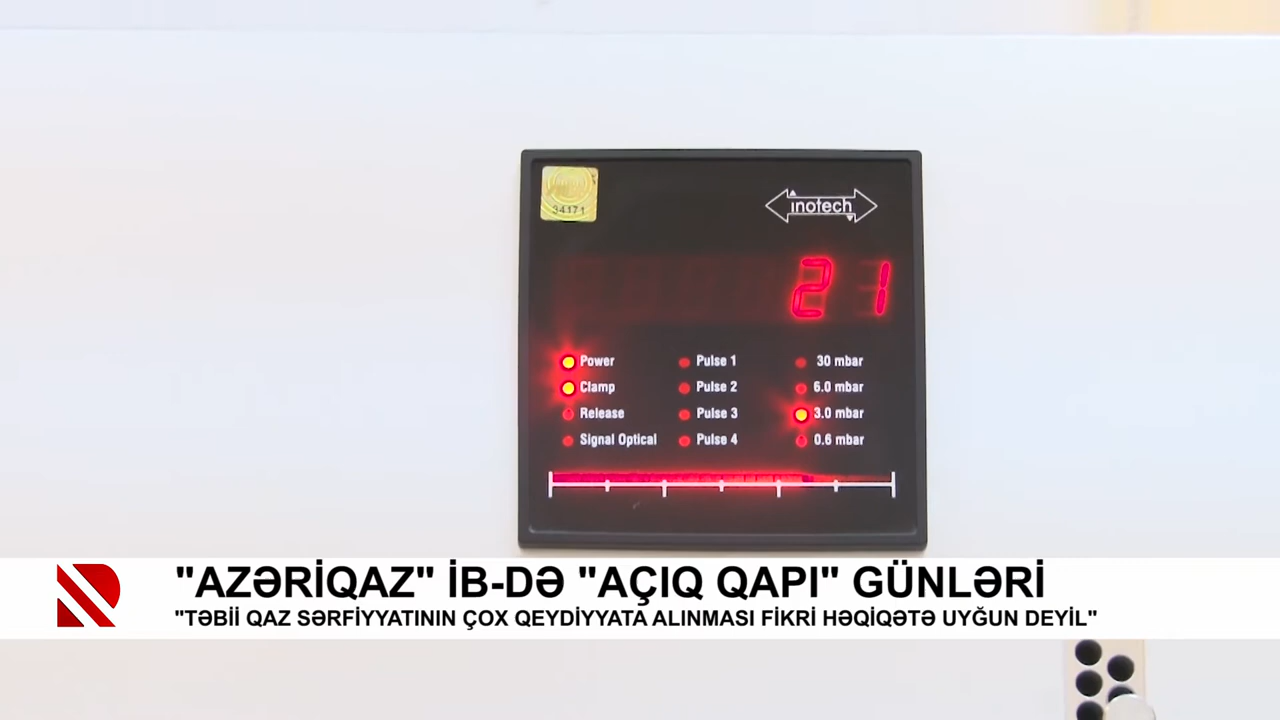 34171
inotech
21
Power
Pulse 1
30 mbar
Clamp
Pulse 2
6.0 mbar
Release
Pulse 3
3.0 mbar
Signal Optical
Pulse 4
0.6 mbar
"AZƏRİQAZ" İB-DƏ "AÇIQ QAPI" GÜNLƏRİ
"TƏBİİ QAZ SƏRFİYYATININ ÇOX QEYDİYYATA ALINMASI FİKRİ HƏQİQƏTƏ UYĞUN DEYİL"